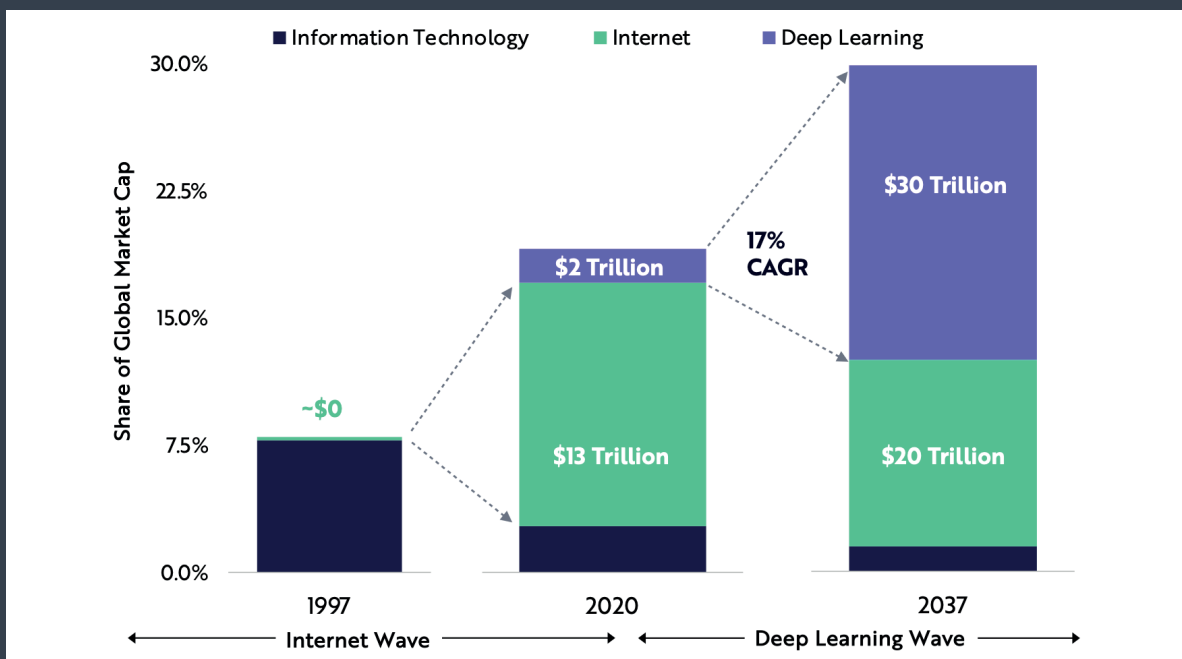 Information Technology
Internet
Deep Learning
Share of Global Market Cap
30.0%
22.5%
15.0%
7.5%
0.0%
~$0
$2 Trillion
$13 Trillion
17%
CAGR
$30 Trillion
$20 Trillion
1997
2020
2037
Internet Wave
Deep Learning Wave